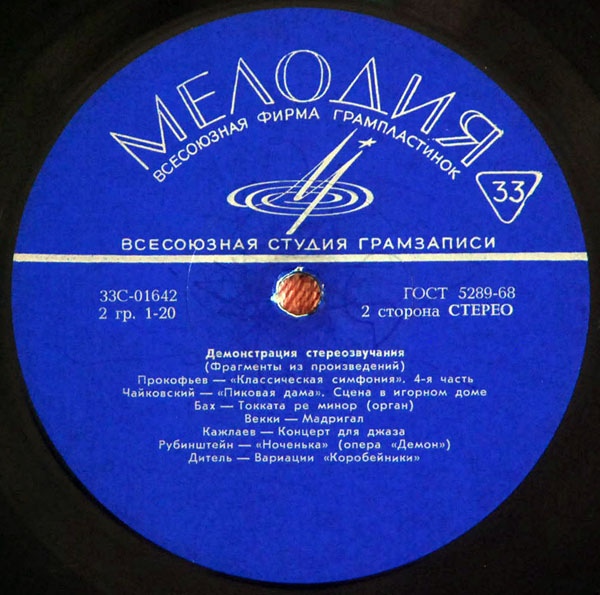 МЕЛОДИЯ
ВСЕСОЮЗНАЯ ФИРМА ГРАМПЛАСТИНОК
33
ВСЕСОЮЗНАЯ СТУДИЯ ГРАМЗАПИСИ
33С-01642
ГОСТ 5289-68
2 гр. 1-20
2 сторона СТЕРЕО
Демонстрация стереозвучания
(Фрагменты из произведений)
Прокофьев — «Классическая симфония». 4-я часть
Чайковский — «Пиковая дама». Сцена в игорном доме
Бах — Токката ре минор (орган)
Векки — Мадригал
Кажлаев — Концерт для джаза
Рубинштейн — «Ноченька» (опера «Демон»)
Дитель — Вариации «Коробейники»